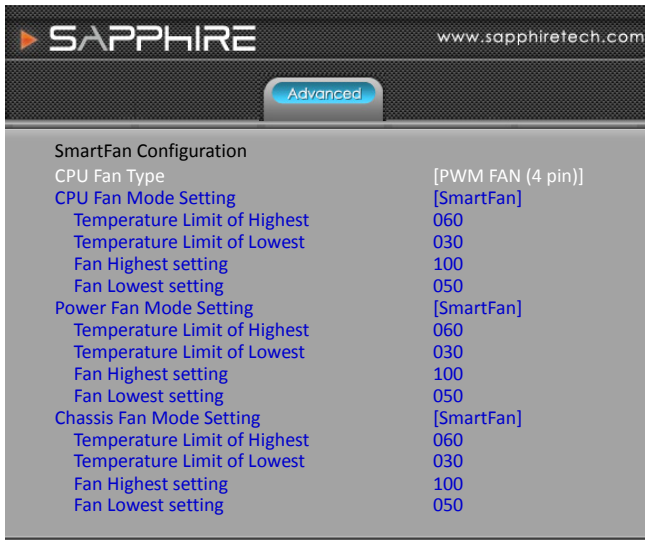 SAPPHIRE www.sapphiretech.com
Advanced
SmartFan Configuration
CPU Fan Type [PWM FAN (4 pin)]
CPU Fan Mode Setting [SmartFan]
Temperature Limit of Highest 060
Temperature Limit of Lowest 030
Fan Highest setting 100
Fan Lowest setting 050
Power Fan Mode Setting [SmartFan]
Temperature Limit of Highest 060
Temperature Limit of Lowest 030
Fan Highest setting 100
Fan Lowest setting 050
Chassis Fan Mode Setting [SmartFan]
Temperature Limit of Highest 060
Temperature Limit of Lowest 030
Fan Highest setting 100
Fan Lowest setting 050